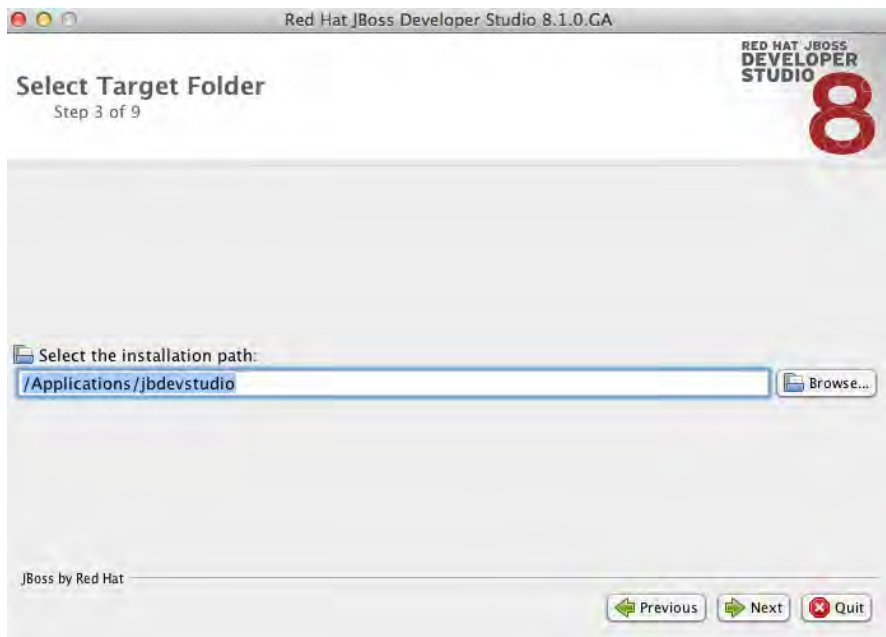 Red Hat JBoss Developer Studio 8.1.0.GA
Select Target Folder
Step 3 of 9
RED HAT JBOSS
DEVELOPER
STUDIO
8
Select the installation path:
/Applications/jbdevstudio
Browse...
JBoss by Red Hat
Previous
Next
Quit